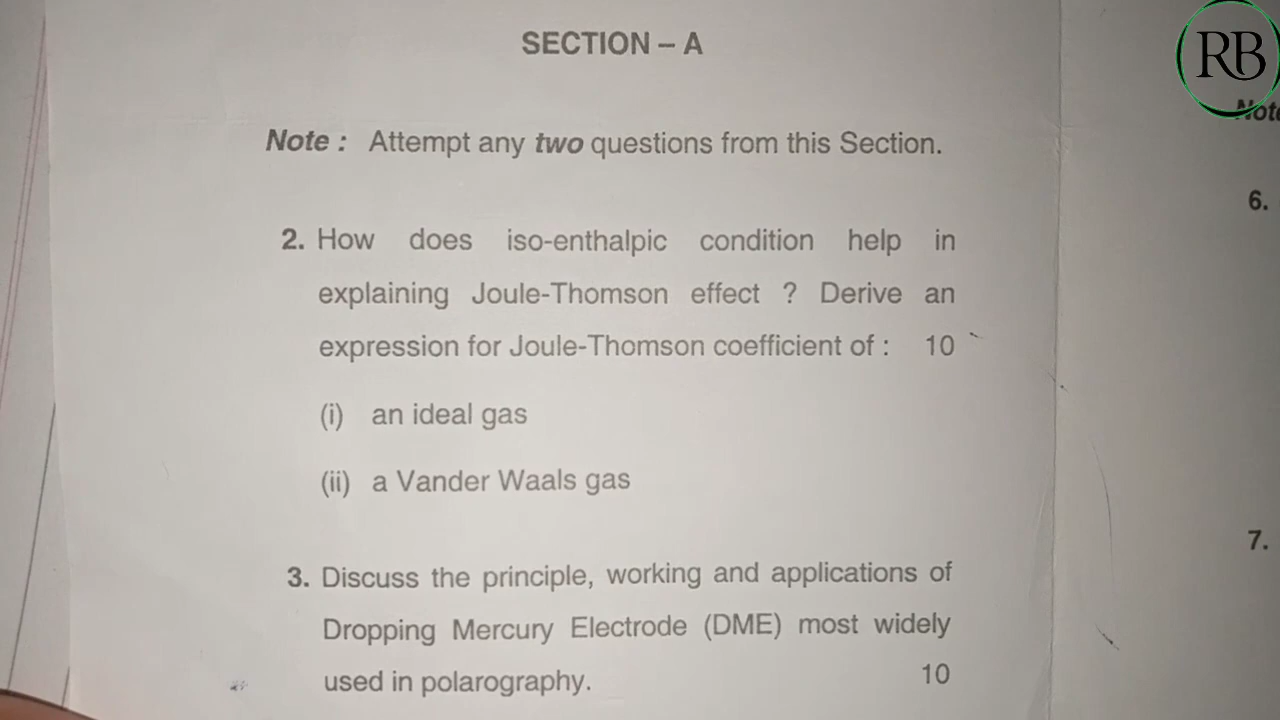 SECTION – A
RB
Note
Note : Attempt any two questions from this Section.
6.
2. How does iso-enthalpic condition help in
explaining Joule-Thomson effect ? Derive an
expression for Joule-Thomson coefficient of : 10
(i) an ideal gas
(ii) a Vander Waals gas
7.
3. Discuss the principle, working and applications of
Dropping Mercury Electrode (DME) most widely
used in polarography. 10